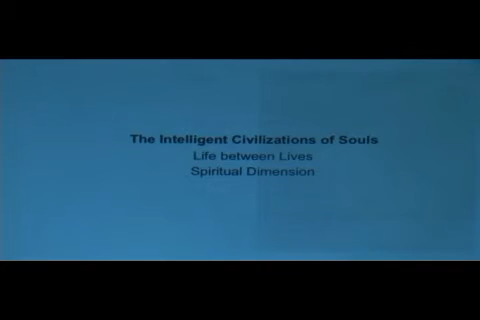 The Intelligent Civilizations of Souls
Life between Lives
Spiritual Dimension